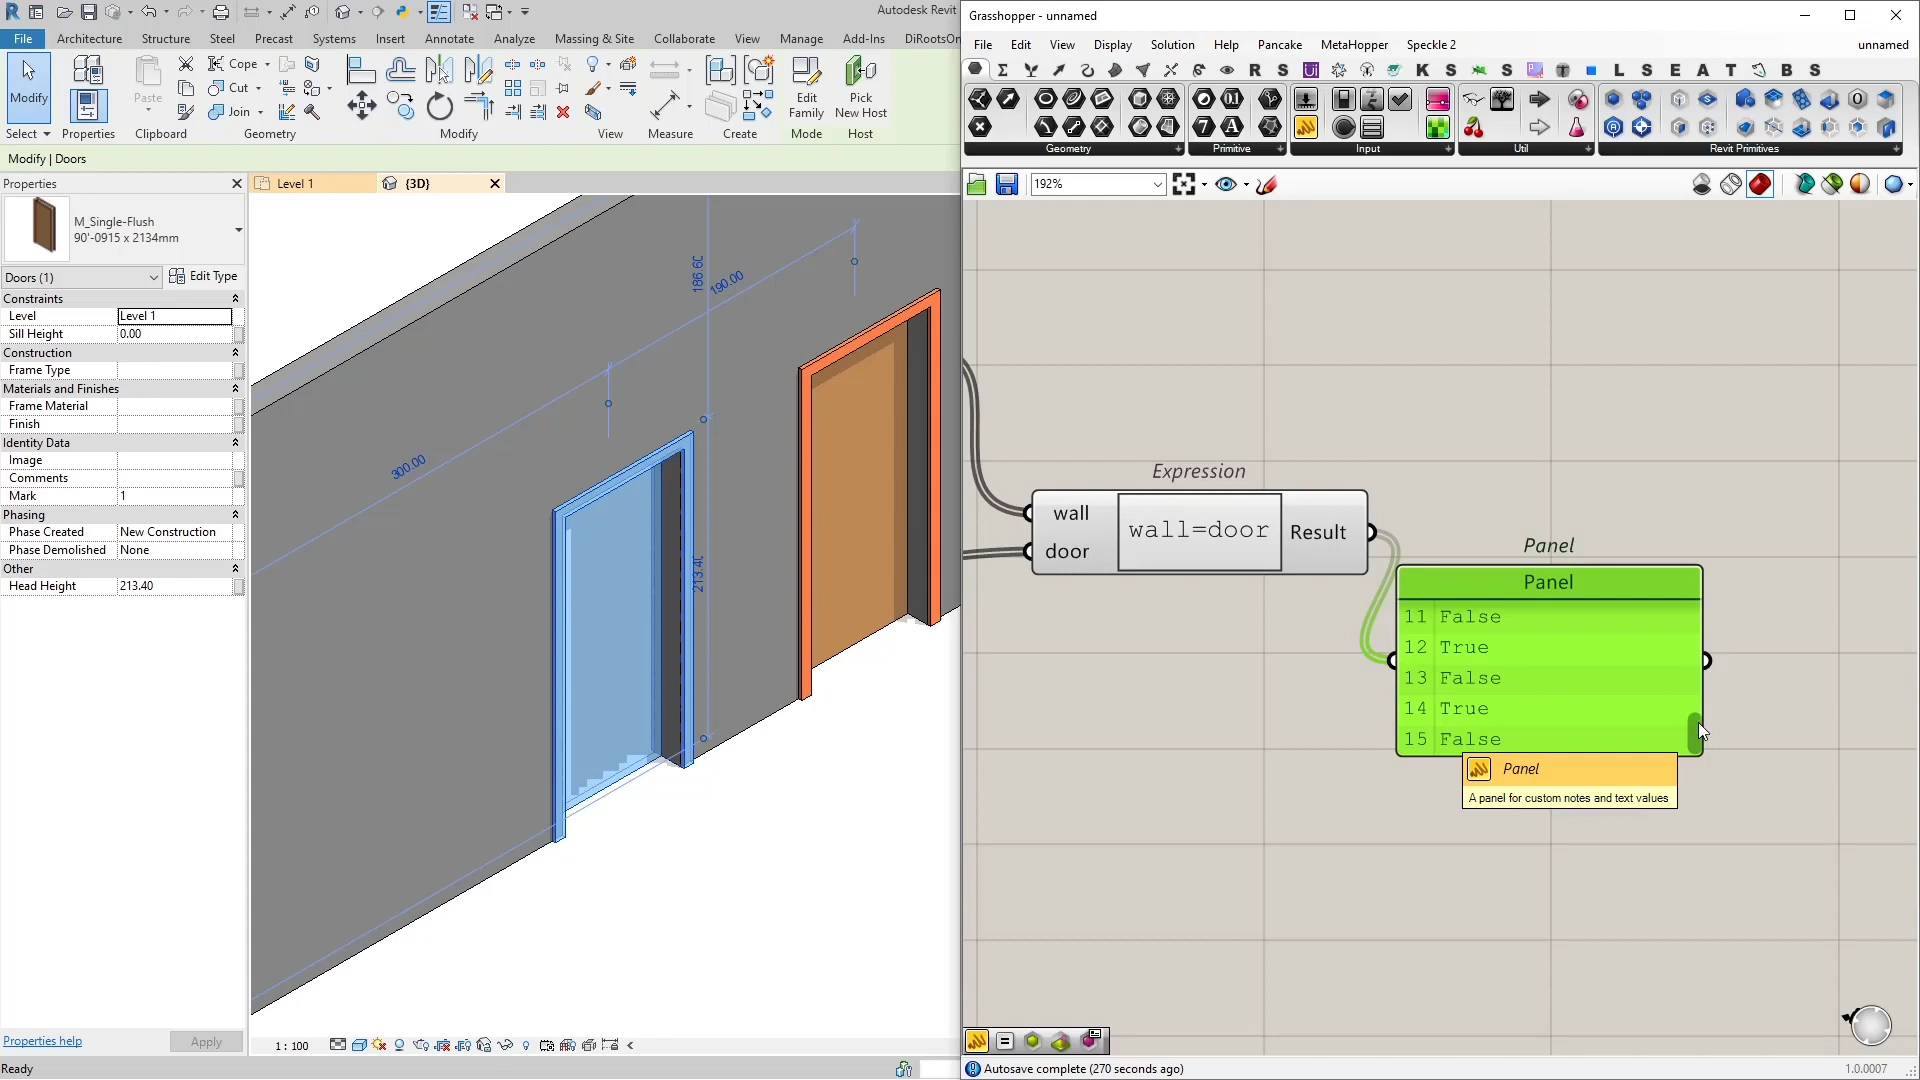 Autodesk Revit
File
Architecture
Structure
Steel
Precast
Systems
Insert
Annotate
Analyze
Massing & Site
Collaborate
View
Manage
Add-Ins
DiRootsOn
Modify
Paste
Cope
Cut
Join
Edit
Family
Pick
New Host
Select
Properties
Clipboard
Geometry
Modify
View
Measure
Create
Mode
Host
Modify | Doors
Properties
M_Single-Flush
90'-0915 x 2134mm
Doors (1)
Edit Type
Constraints
Level
Level 1
Sill Height
0.00
Construction
Frame Type
Materials and Finishes
Frame Material
Finish
Identity Data
Image
Comments
Mark
1
Phasing
Phase Created
New Construction
Phase Demolished
None
Other
Head Height
213.40
Properties help
Apply
Ready
Level 1
{3D}
186.60
190.00
300.00
213.40
1 : 100
Grasshopper - unnamed
File
Edit
View
Display
Solution
Help
Pancake
MetaHopper
Speckle 2
unnamed
R
S
K
S
S
L
S
E
A
T
B
S
Geometry
Primitive
Input
Util
Revit Primitives
192%
Expression
wall
door
wall=door
Result
Panel
Panel
11 False
12 True
13 False
14 True
15 False
Panel
A panel for custom notes and text values
Autosave complete (270 seconds ago)
1.0.0007